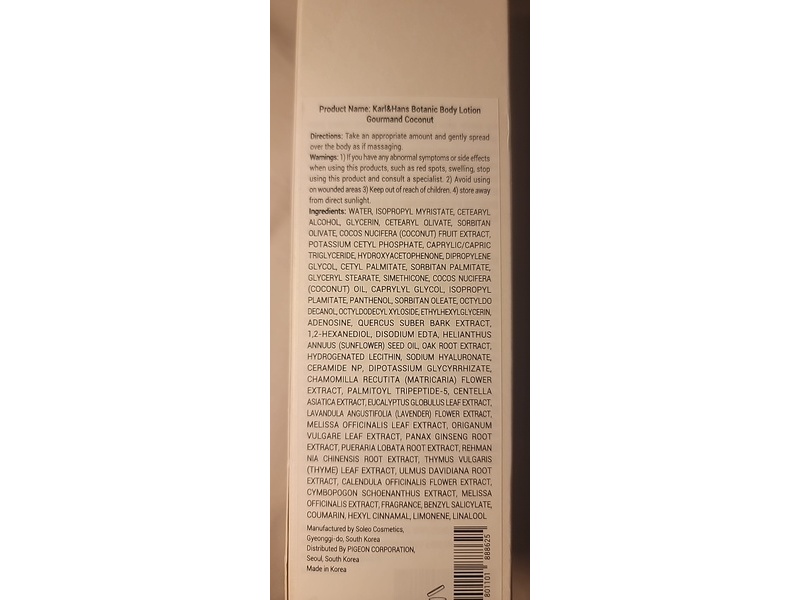 Product Name: Karl&Hans Botanic Body Lotion
Gourmand Coconut
Directions: Take an appropriate amount and gently spread
over the body as if massaging.
Warnings: 1) If you have any abnormal symptoms or side effects
when using this products, such as red spots, swelling, stop
using this product and consult a specialist. 2) Avoid using
on wounded areas 3) Keep out of reach of children. 4) store away
from direct sunlight.
Ingredients: WATER, ISOPROPYL MYRISTATE, CETEARYL
ALCOHOL, GLYCERIN, CETEARYL OLIVATE, SORBITAN
OLIVATE, COCOS NUCIFERA (COCONUT) FRUIT EXTRACT,
POTASSIUM CETYL PHOSPHATE, CAPRYLIC/CAPRIC
TRIGLYCERIDE, HYDROXYACETOPHENONE, DIPROPYLENE
GLYCOL, CETYL PALMITATE, SORBITAN PALMITATE,
GLYCERYL STEARATE, SIMETHICONE, COCOS NUCIFERA
(COCONUT) OIL, CAPRYLYL GLYCOL, ISOPROPYL
PLAMITATE, PANTHENOL, SORBITAN OLEATE, OCTYLDO
DECANOL, OCTYLDODECYL XYLOSIDE, ETHYLHEXYLGLYCERIN,
ADENOSINE, QUERCUS SUBER BARK EXTRACT,
1,2-HEXANEDIOL, DISODIUM EDTA, HELIANTHUS
ANNUUS (SUNFLOWER) SEED OIL, OAK ROOT EXTRACT,
HYDROGENATED LECITHIN, SODIUM HYALURONATE,
CERAMIDE NP, DIPOTASSIUM GLYCYRRHIZATE,
CHAMOMILLA RECUTITA (MATRICARIA) FLOWER
EXTRACT, PALMITOYL TRIPEPTIDE-5, CENTELLA
ASIATICA EXTRACT, EUCALYPTUS GLOBULUS LEAF EXTRACT,
LAVANDULA ANGUSTIFOLIA (LAVENDER) FLOWER EXTRACT,
MELISSA OFFICINALIS LEAF EXTRACT, ORIGANUM
VULGARE LEAF EXTRACT, PANAX GINSENG ROOT
EXTRACT, PUERARIA LOBATA ROOT EXTRACT, REHMAN
NIA CHINENSIS ROOT EXTRACT, THYMUS VULGARIS
(THYME) LEAF EXTRACT, ULMUS DAVIDIANA ROOT
EXTRACT, CALENDULA OFFICINALIS FLOWER EXTRACT,
CYMBOPOGON SCHOENANTHUS EXTRACT, MELISSA
OFFICINALIS EXTRACT, FRAGRANCE, BENZYL SALICYLATE,
COUMARIN, HEXYL CINNAMAL, LIMONENE, LINALOOL
Manufactured by Soleo Cosmetics,
Gyeonggi-do, South Korea
Distributed By PIGEON CORPORATION,
Seoul, South Korea
Made in Korea
801101 888625